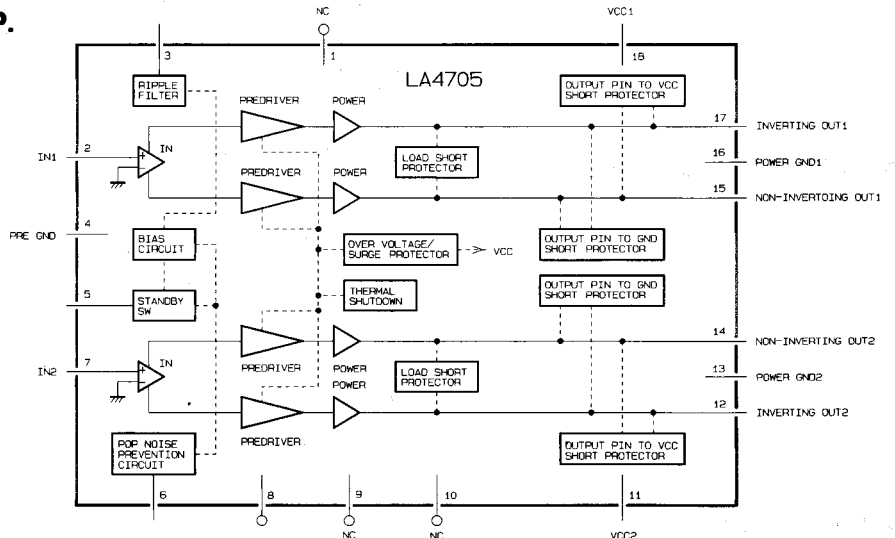 P.
NC
VCC1
3
1
18
LA4705
RIPPLE
FILTER
OUTPUT PIN TO VCC
SHORT PROTECTOR
PREDRIVER
POWER
17
INVERTING OUT1
IN
2
IN1
LOAD SHORT
PROTECTOR
16
POWER GND1
PREDRIVER
POWER
15
NON-INVERTOING OUT1
4
PRE GND
BIAS
CIRCUIT
OVER VOLTAGE/
SURGE PROTECTOR
VCC
OUTPUT PIN TO GND
SHORT PROTECTOR
5
STANDBY
SW
THERMAL
SHUTDOWN
OUTPUT PIN TO GND
SHORT PROTECTOR
14
NON-INVERTING OUT2
IN
7
IN2
PREDRIVER
POWER
POWER
LOAD SHORT
PROTECTOR
13
POWER GND2
12
INVERTING OUT2
PREDRIVER
POP NOISE
PREVENTION
CIRCUIT
OUTPUT PIN TO VCC
SHORT PROTECTOR
6
8
9
10
11
NC
NC
VCC2